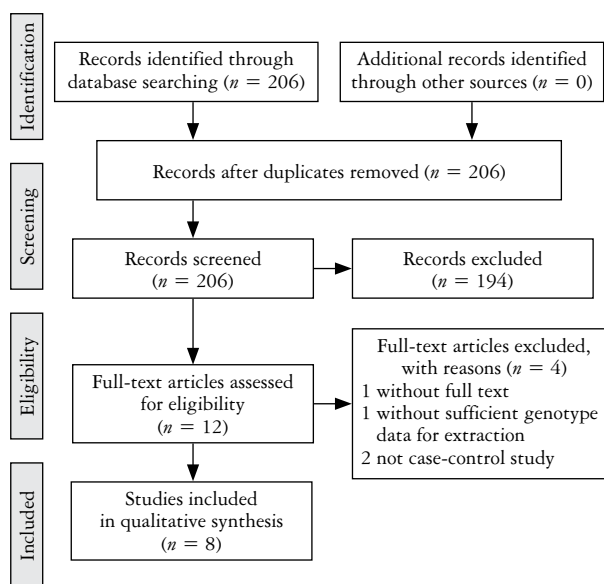 Identification
Records identified through
database searching (n = 206)
Additional records identified
through other sources (n = 0)
Records after duplicates removed (n = 206)
Screening
Records screened
(n = 206)
Records excluded
(n = 194)
Eligibility
Full-text articles assessed
for eligibility
(n = 12)
Full-text articles excluded,
with reasons (n = 4)
1 without full text
1 without sufficient genotype
data for extraction
2 not case-control study
Included
Studies included
in qualitative synthesis
(n = 8)